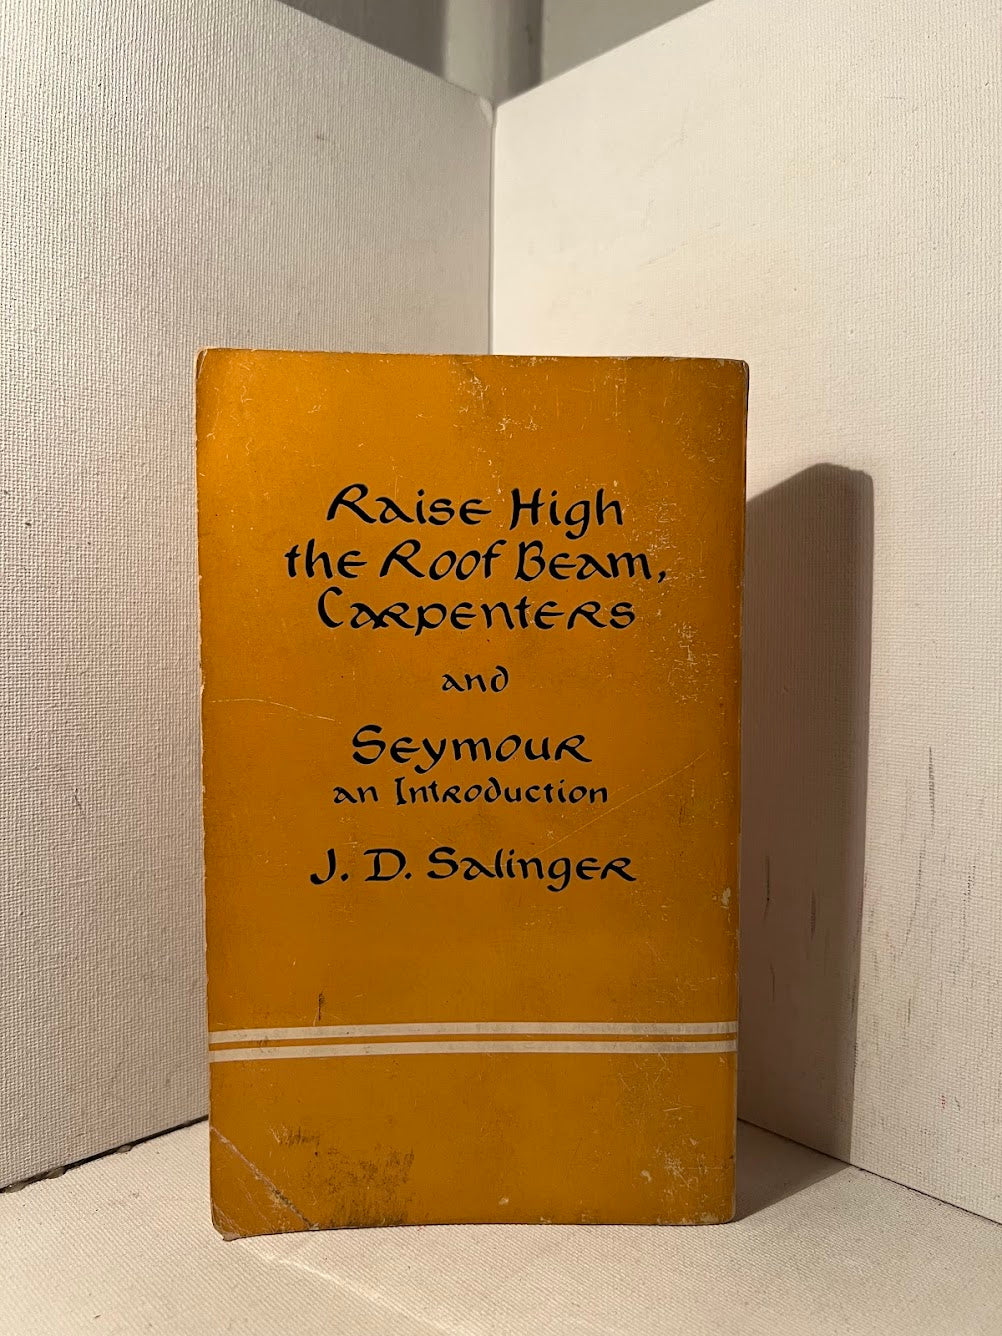 Raise High
the Roof Beam,
Carpenters
and
Seymour
an Introduction
J. D. Salinger